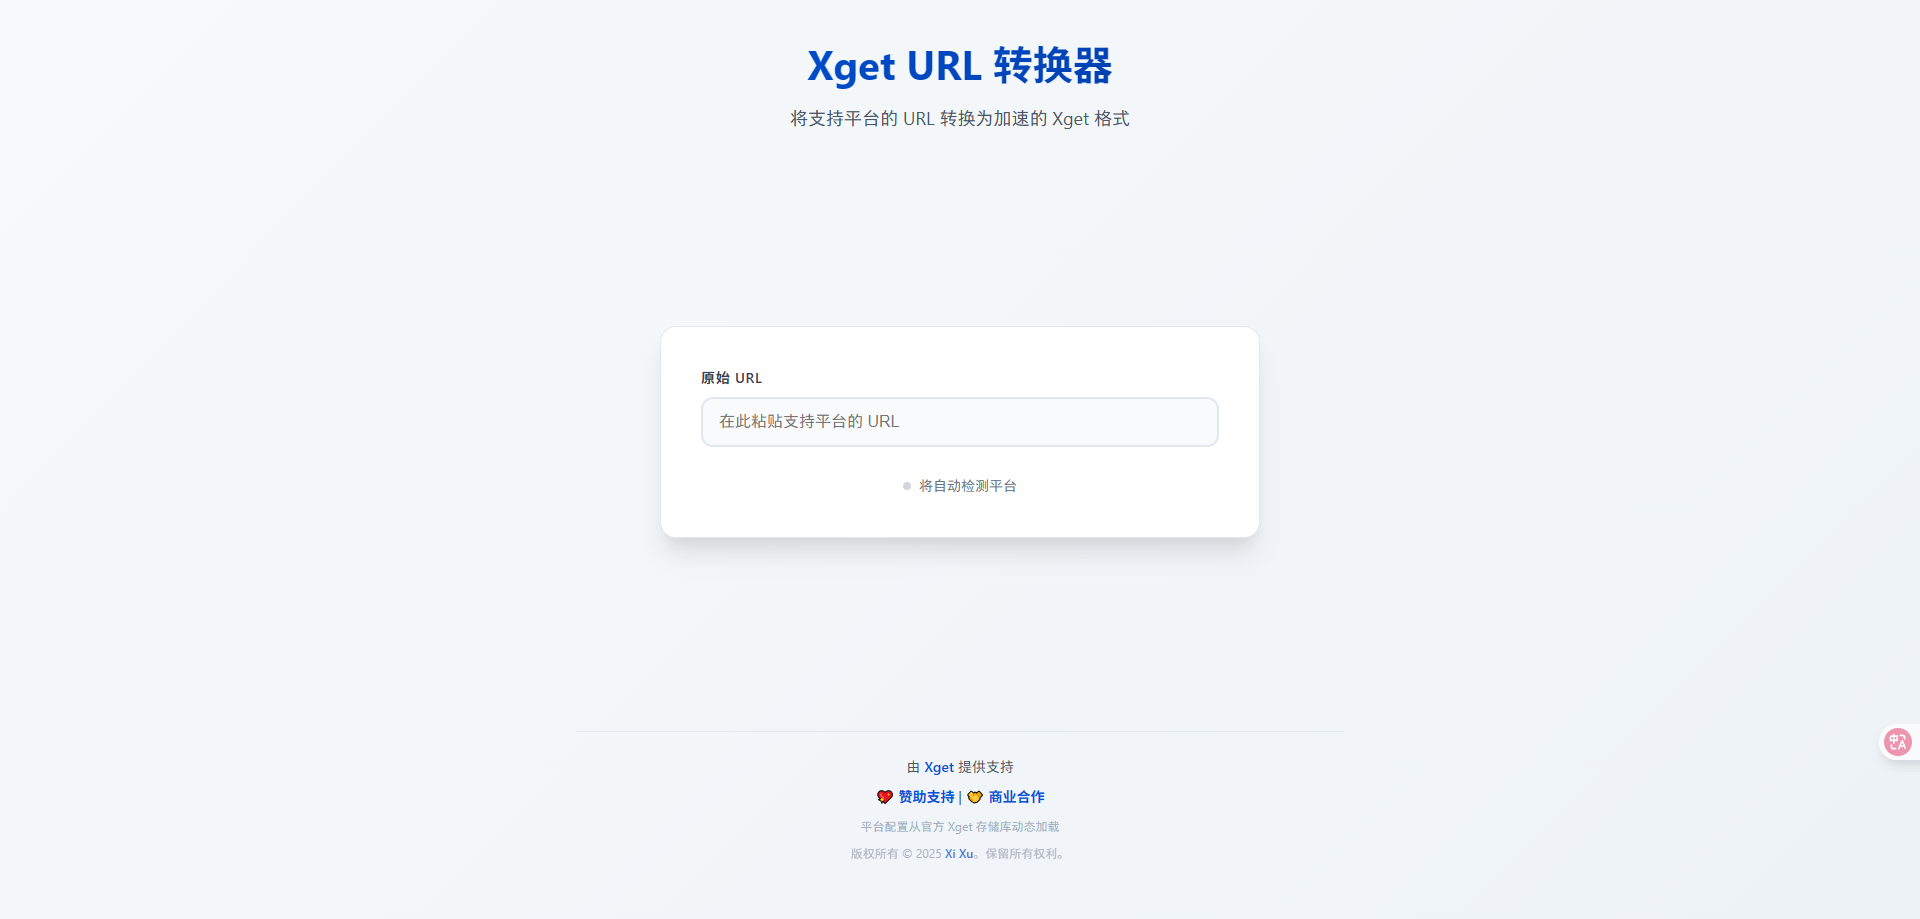 Xget URL 转换器
将支持平台的 URL 转换为加速的 Xget 格式
原始 URL
在此粘贴支持平台的 URL
将自动检测平台
由 Xget 提供支持
赞助支持 | 商业合作
平台配置从官方 Xget 存储库动态加载
版权所有 © 2025 Xi Xu。保留所有权利。
中 A